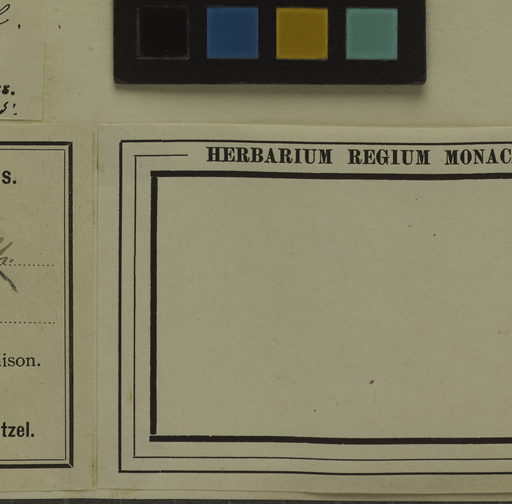 s.
HERBARIUM REGIUM MONAC
ison.
tzel.